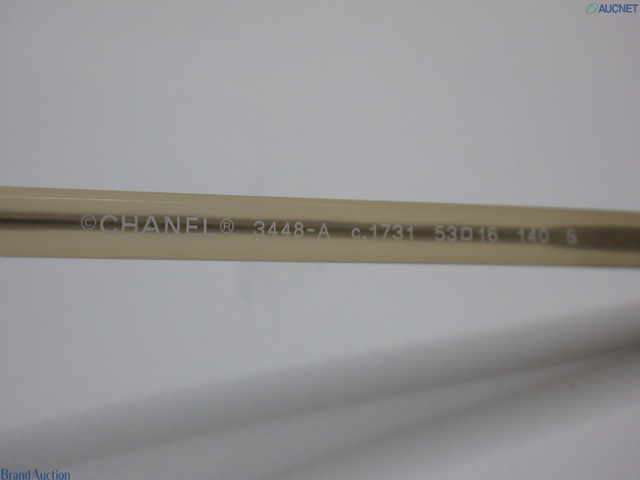 AUCNET
©CHANEL® 3448-A c.1731 53□16 140 S
BrandAuction